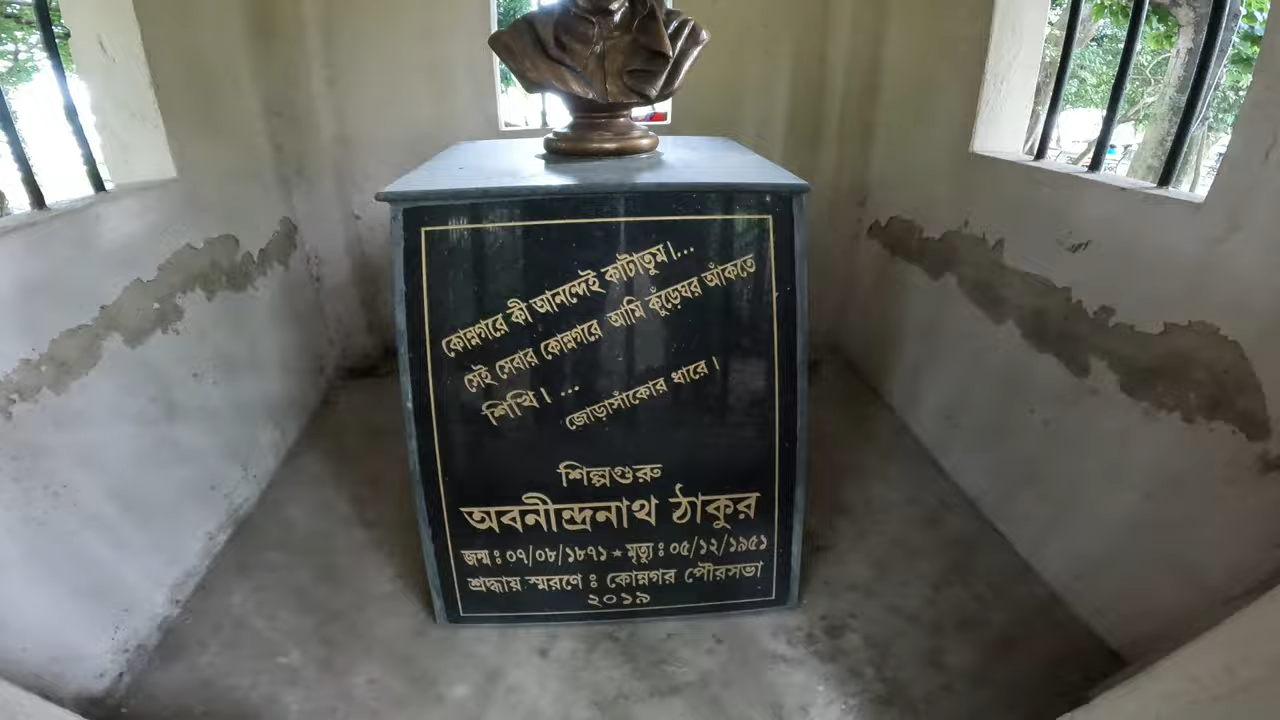 কোন্নগরে কী আনন্দেই কাটাতুম।...
সেই সেবার কোন্নগরে আমি কুঁড়েঘর আঁকতে
শিখি। ...
জোড়াসাঁকোর ধারে।
শিল্পগুরু
অবনীন্দ্রনাথ ঠাকুর
জন্ম : ০৭/০৮/১৮৭১ ★ মৃত্যু : ০৫/১২/১৯৫১
শ্রদ্ধায় স্মরণে : কোন্নগর পৌরসভা
২০১৯